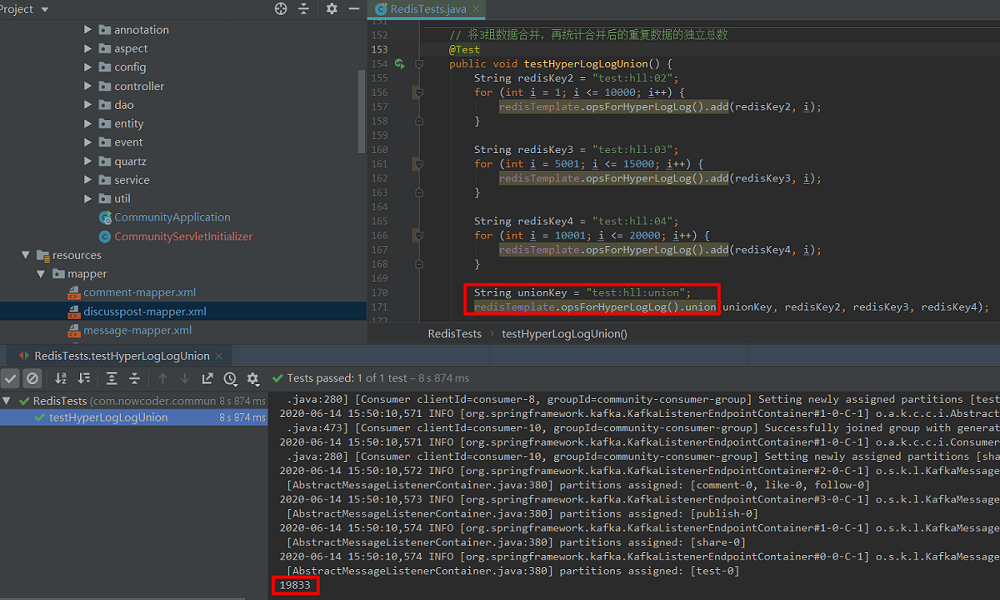 Project
annotation
aspect
config
controller
dao
entity
event
quartz
service
util
CommunityApplication
CommunityServletInitializer
resources
mapper
comment-mapper.xml
discusspost-mapper.xml
message-mapper.xml
RedisTests.java
151
152 // 将3组数据合并, 再统计合并后的重复数据的独立总数
153 @Test
154 public void testHyperLogLogUnion() {
155 String redisKey2 = "test:hll:02";
156 for (int i = 1; i <= 10000; i++) {
157 redisTemplate.opsForHyperLogLog().add(redisKey2, i);
158 }
159
160 String redisKey3 = "test:hll:03";
161 for (int i = 5001; i <= 15000; i++) {
162 redisTemplate.opsForHyperLogLog().add(redisKey3, i);
163 }
164
165 String redisKey4 = "test:hll:04";
166 for (int i = 10001; i <= 20000; i++) {
167 redisTemplate.opsForHyperLogLog().add(redisKey4, i);
168 }
169
170 String unionKey = "test:hll:union";
171 redisTemplate.opsForHyperLogLog().union(unionKey, redisKey2, redisKey3, redisKey4);
172
RedisTests › testHyperLogLogUnion()
RedisTests.testHyperLogLogUnion
Tests passed: 1 of 1 test – 8 s 874 ms
RedisTests (com.nowcoder.commun 8 s 874 ms
testHyperLogLogUnion 8 s 874 ms
.java:280] [Consumer clientId=consumer-8, groupId=community-consumer-group] Setting newly assigned partitions [test
2020-06-14 15:50:10,571 INFO [org.springframework.kafka.KafkaListenerEndpointContainer#1-0-C-1] o.a.k.c.c.i.Abstrac
.java:473] [Consumer clientId=consumer-10, groupId=community-consumer-group] Successfully joined group with generat
2020-06-14 15:50:10,571 INFO [org.springframework.kafka.KafkaListenerEndpointContainer#1-0-C-1] o.a.k.c.c.i.Consume
.java:280] [Consumer clientId=consumer-10, groupId=community-consumer-group] Setting newly assigned partitions [sha
2020-06-14 15:50:10,572 INFO [org.springframework.kafka.KafkaListenerEndpointContainer#2-0-C-1] o.s.k.l.KafkaMessage
[AbstractMessageListenerContainer.java:380] partitions assigned: [comment-0, like-0, follow-0]
2020-06-14 15:50:10,573 INFO [org.springframework.kafka.KafkaListenerEndpointContainer#3-0-C-1] o.s.k.l.KafkaMessage
[AbstractMessageListenerContainer.java:380] partitions assigned: [publish-0]
2020-06-14 15:50:10,574 INFO [org.springframework.kafka.KafkaListenerEndpointContainer#1-0-C-1] o.s.k.l.KafkaMessage
[AbstractMessageListenerContainer.java:380] partitions assigned: [share-0]
2020-06-14 15:50:10,574 INFO [org.springframework.kafka.KafkaListenerEndpointContainer#0-0-C-1] o.s.k.l.KafkaMessage
[AbstractMessageListenerContainer.java:380] partitions assigned: [test-0]
19833